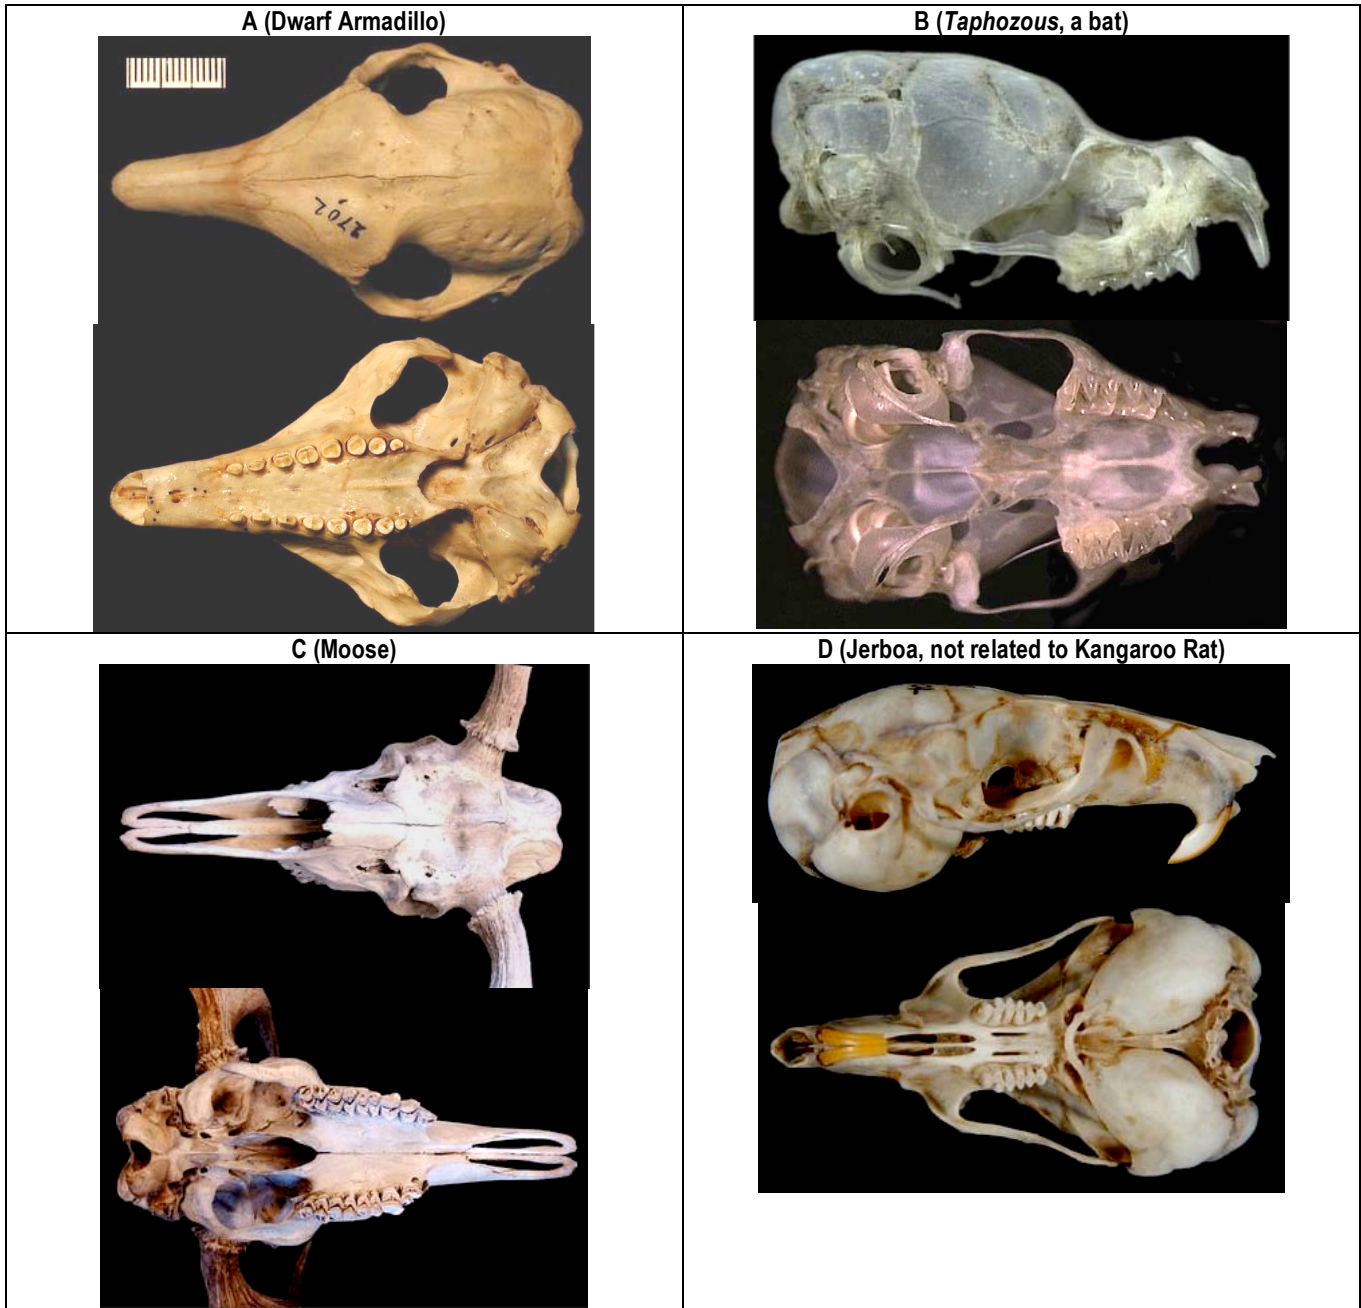 A (Dwarf Armadillo)
B (Taphozous, a bat)
2702
C (Moose)
D (Jerboa, not related to Kangaroo Rat)